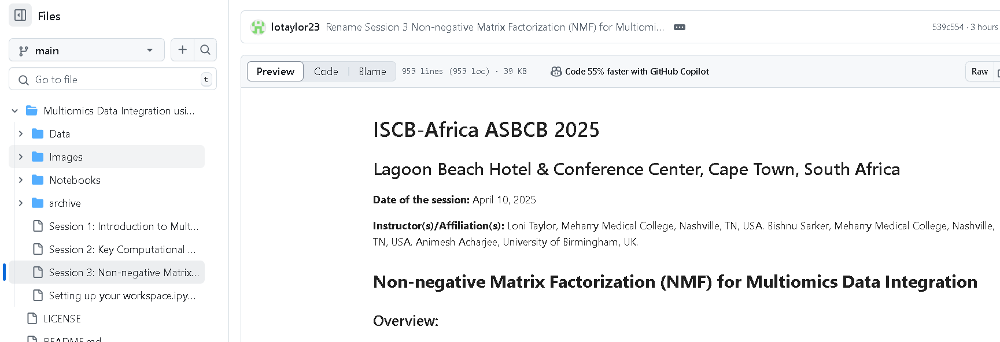 Files
main
Go to file
t
Multiomics Data Integration usi...
Data
Images
Notebooks
archive
Session 1: Introduction to Mult...
Session 2: Key Computational ...
Session 3: Non-negative Matrix...
Setting up your workspace.ipy...
LICENSE
README.md
lotaylor23 Rename Session 3 Non-negative Matrix Factorization (NMF) for Multiomi...
539c554 · 3 hours
Preview Code Blame 953 lines (953 loc) · 39 KB Code 55% faster with GitHub Copilot Raw
ISCB-Africa ASBCB 2025
Lagoon Beach Hotel & Conference Center, Cape Town, South Africa
Date of the session: April 10, 2025
Instructor(s)/Affiliation(s): Loni Taylor, Meharry Medical College, Nashville, TN, USA. Bishnu Sarker, Meharry Medical College, Nashville,
TN, USA. Animesh Acharjee, University of Birmingham, UK.
Non-negative Matrix Factorization (NMF) for Multiomics Data Integration
Overview: